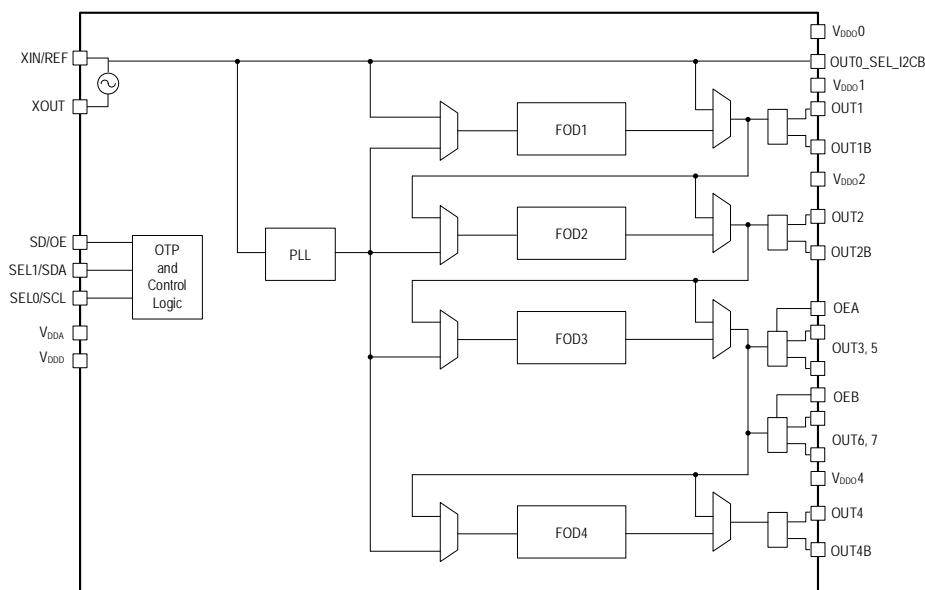 XIN/REF
XOUT
SD/OE
SEL1/SDA
SEL0/SCL
VDDA
VDDD
OTP
and
Control
Logic
PLL
FOD1
FOD2
FOD3
FOD4
VDDO0
OUT0_SEL_I2CB
VDDO1
OUT1
OUT1B
VDDO2
OUT2
OUT2B
OEA
OUT3, 5
OEB
OUT6, 7
VDDO4
OUT4
OUT4B